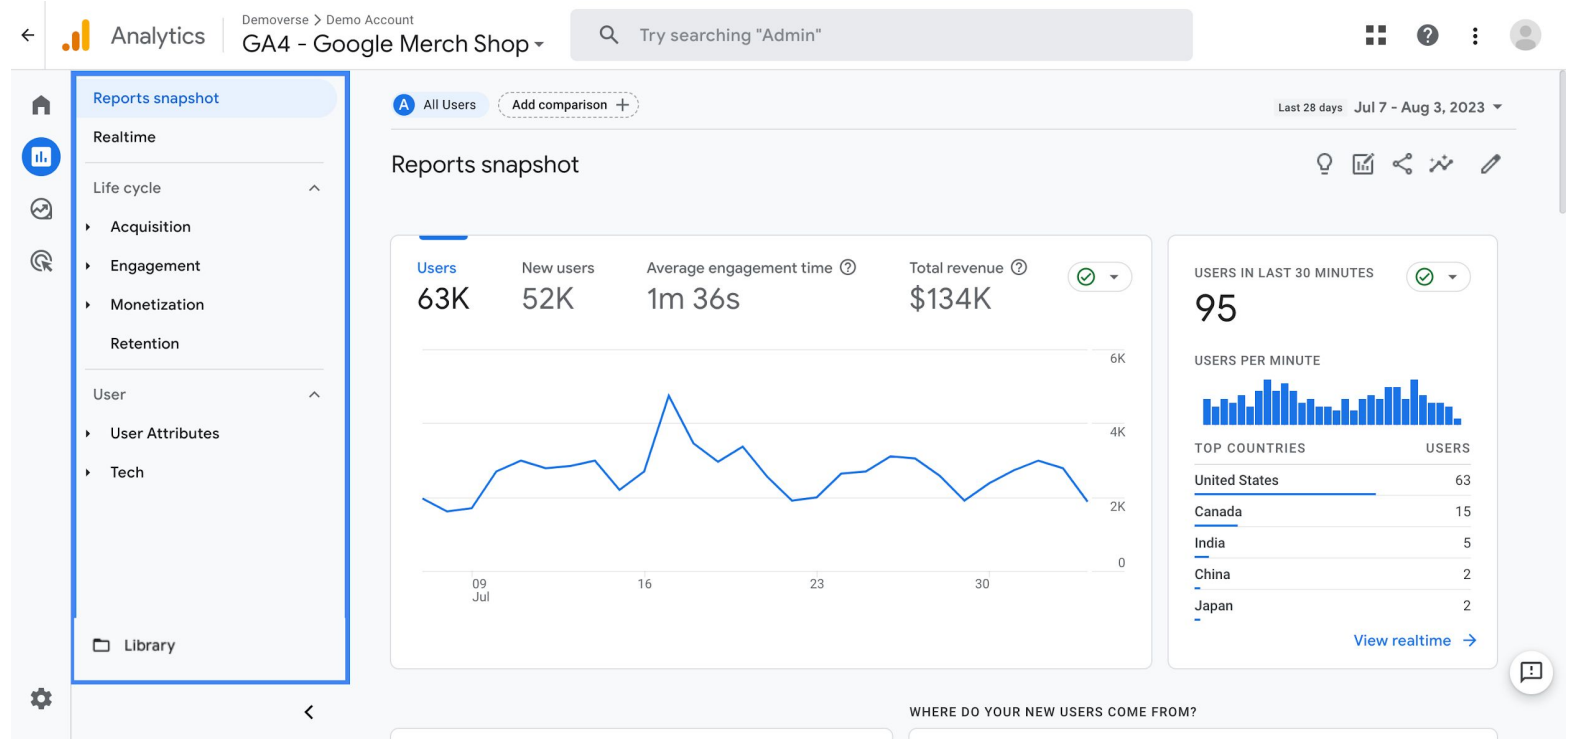 Analytics
Demoverse > Demo Account
GA4 - Google Merch Shop
Try searching "Admin"
Reports snapshot
Realtime
Life cycle
Acquisition
Engagement
Monetization
Retention
User
User Attributes
Tech
Library
A All Users
Add comparison +
Last 28 days Jul 7 - Aug 3, 2023
Reports snapshot
Users
63K
New users
52K
Average engagement time
1m 36s
Total revenue
$134K
6K
4K
2K
0
09
Jul
16
23
30
USERS IN LAST 30 MINUTES
95
USERS PER MINUTE
TOP COUNTRIES USERS
United States 63
Canada 15
India 5
China 2
Japan 2
View realtime
WHERE DO YOUR NEW USERS COME FROM?